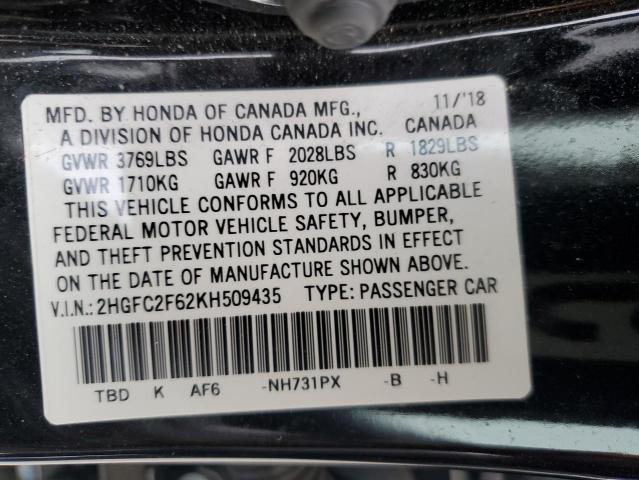 MFD. BY HONDA OF CANADA MFG., 11/'18
A DIVISION OF HONDA CANADA INC. CANADA
GVWR 3769LBS GAWR F 2028LBS R 1829LBS
GVWR 1710KG GAWR F 920KG R 830KG
THIS VEHICLE CONFORMS TO ALL APPLICABLE
FEDERAL MOTOR VEHICLE SAFETY, BUMPER,
AND THEFT PREVENTION STANDARDS IN EFFECT
ON THE DATE OF MANUFACTURE SHOWN ABOVE.
V.I.N.: 2HGFC2F62KH509435 TYPE: PASSENGER CAR
TBD K AF6 -NH731PX -B -H